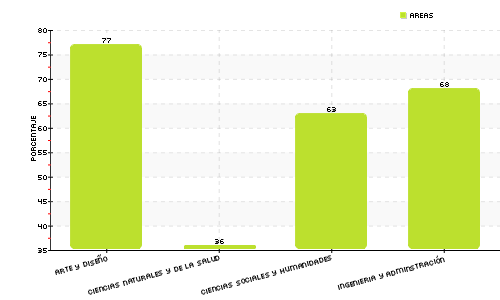 AREAS
PORCENTAJE
80
75
70
65
60
55
50
45
40
35
77
36
63
68
ARTE Y DISEÑO
CIENCIAS NATURALES Y DE LA SALUD
CIENCIAS SOCIALES Y HUMANIDADES
INGENIERIA Y ADMINSTRACIÓN